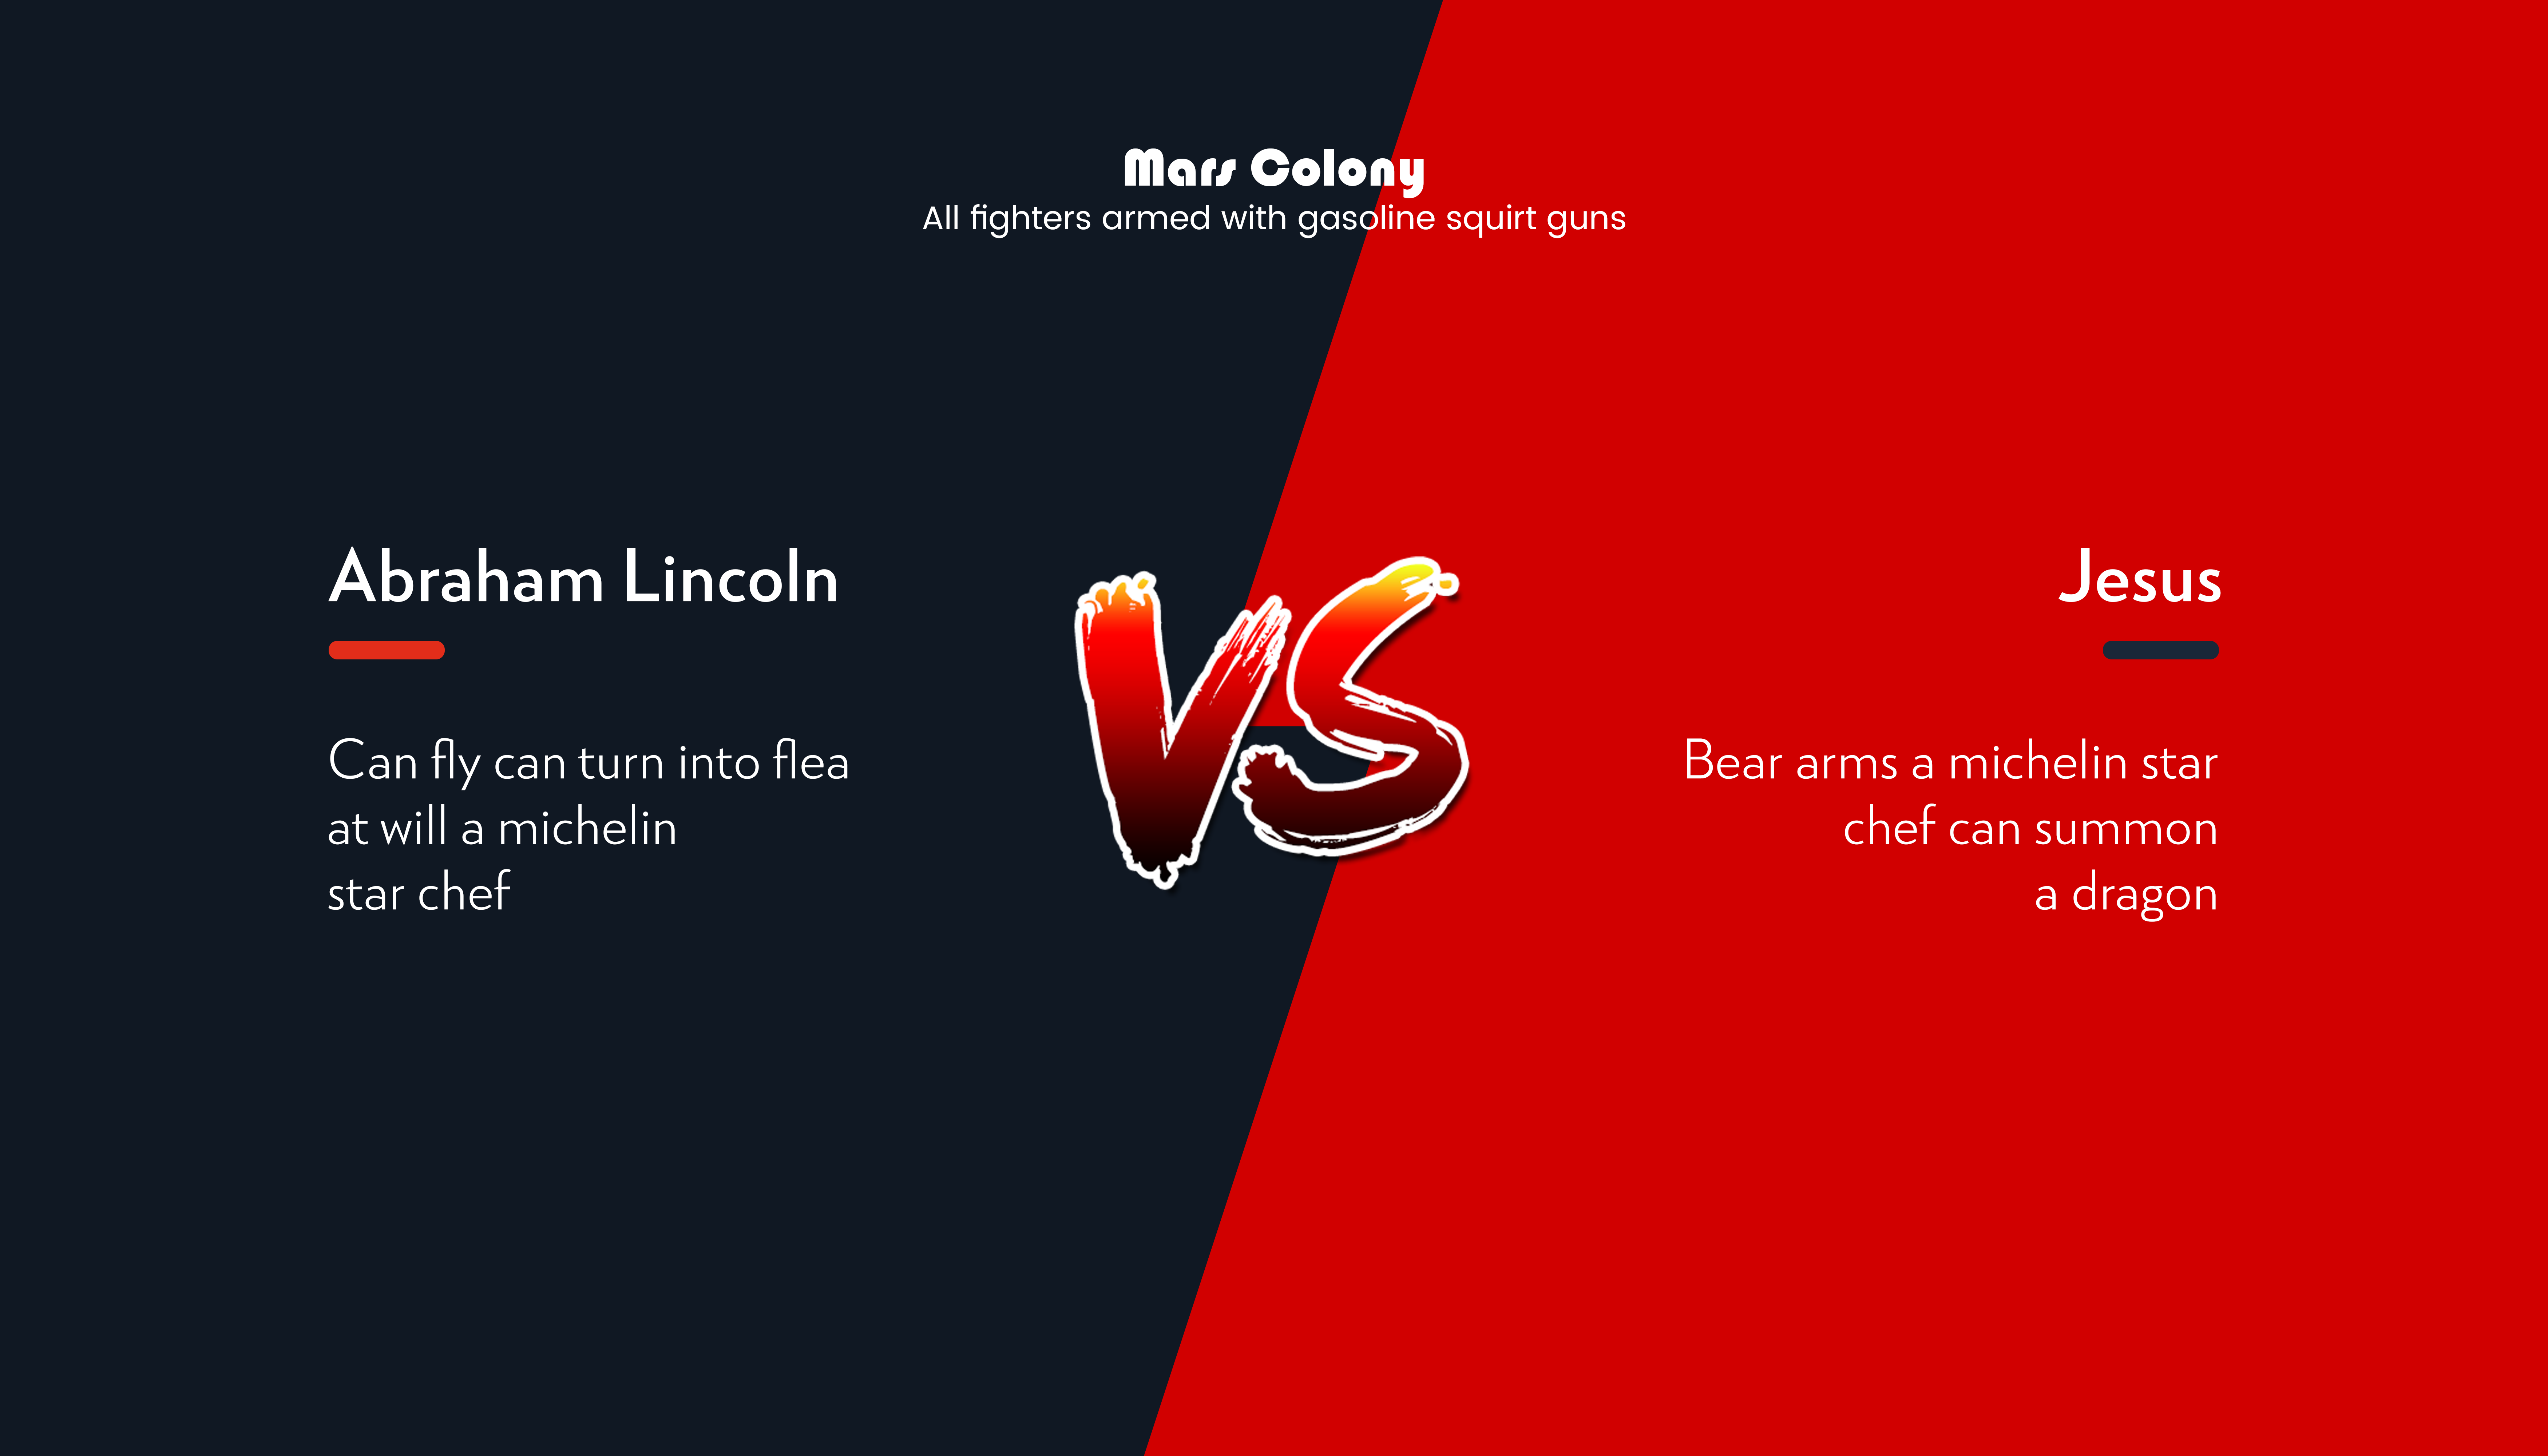 Mars Colony
All fighters armed with gasoline squirt guns
Abraham Lincoln
Can fly can turn into flea
at will a michelin
star chef
VS
Jesus
Bear arms a michelin star
chef can summon
a dragon